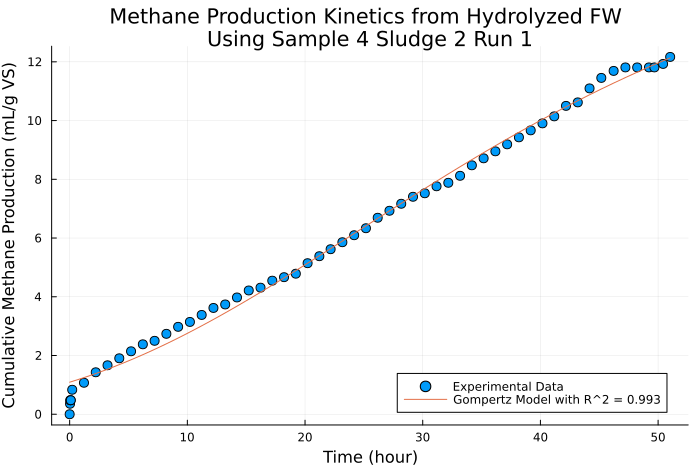 Methane Production Kinetics from Hydrolyzed FW
Using Sample 4 Sludge 2 Run 1
Cumulative Methane Production (mL/g VS)
12
10
8
6
4
2
0
Experimental Data
Gompertz Model with R^2 = 0.993
0 10 20 30 40 50
Time (hour)